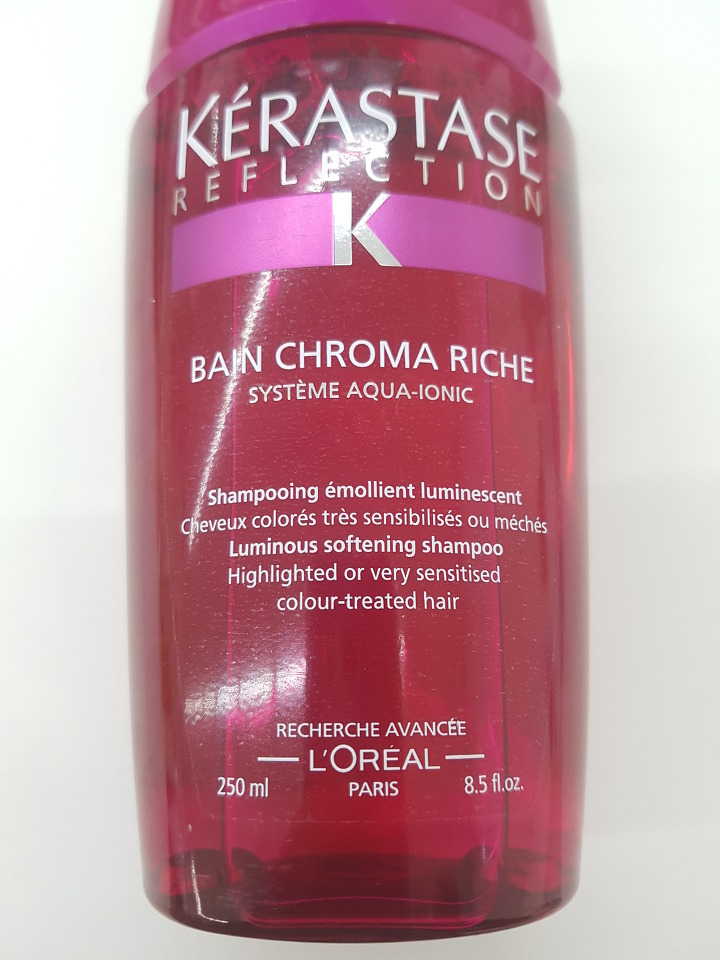 KÉRASTASE
REFLECTION
K
BAIN CHROMA RICHE
SYSTÈME AQUA-IONIC
Shampooing émollient luminescent
Cheveux colorés très sensibilisés ou méchés
Luminous softening shampoo
Highlighted or very sensitised
colour-treated hair
RECHERCHE AVANCÉE
L'ORÉAL
250 ml PARIS 8.5 fl.oz.